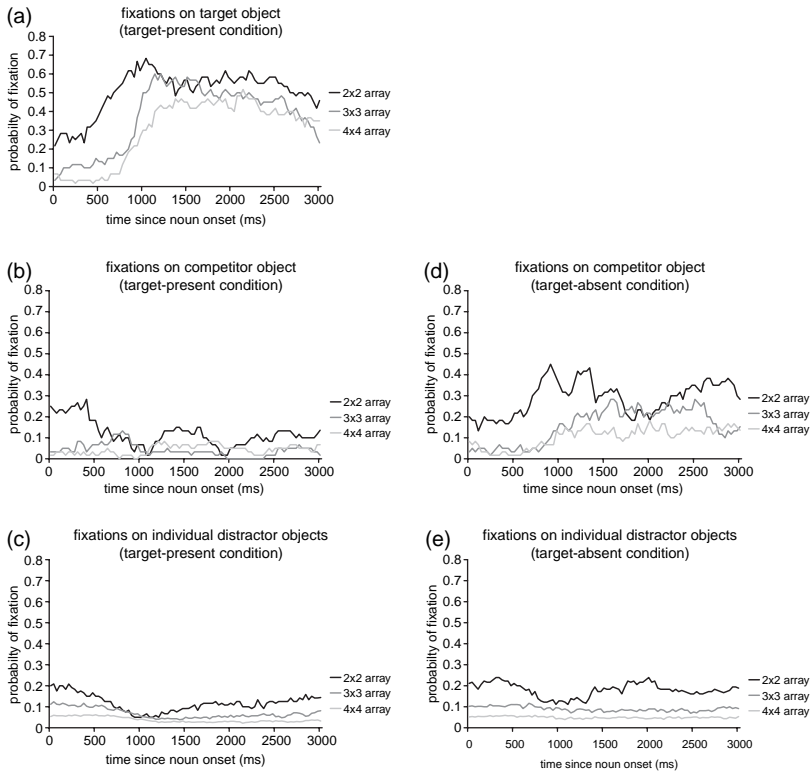 (a)
fixations on target object
(target-present condition)
0.8
0.7
0.6
0.5
0.4
0.3
0.2
0.1
0
probabilty of fixation
2x2 array
3x3 array
4x4 array
0 500 1000 1500 2000 2500 3000
time since noun onset (ms)
(b)
fixations on competitor object
(target-present condition)
0.8
0.7
0.6
0.5
0.4
0.3
0.2
0.1
0
probabilty of fixation
2x2 array
3x3 array
4x4 array
0 500 1000 1500 2000 2500 3000
time since noun onset (ms)
(d)
fixations on competitor object
(target-absent condition)
0.8
0.7
0.6
0.5
0.4
0.3
0.2
0.1
0
probabilty of fixation
2x2 array
3x3 array
4x4 array
0 500 1000 1500 2000 2500 3000
time since noun onset (ms)
(c)
fixations on individual distractor objects
(target-present condition)
0.8
0.7
0.6
0.5
0.4
0.3
0.2
0.1
0
probabilty of fixation
2x2 array
3x3 array
4x4 array
0 500 1000 1500 2000 2500 3000
time since noun onset (ms)
(e)
fixations on individual distractor objects
(target-absent condition)
0.8
0.7
0.6
0.5
0.4
0.3
0.2
0.1
0
probabilty of fixation
2x2 array
3x3 array
4x4 array
0 500 1000 1500 2000 2500 3000
time since noun onset (ms)